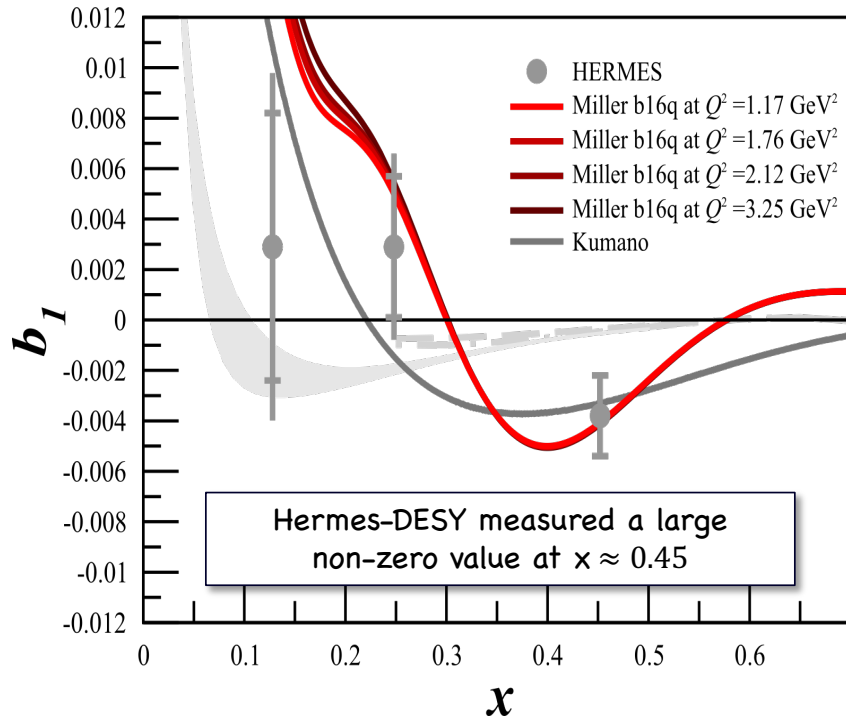 0.012
0.01
0.008
0.006
0.004
0.002
0
-0.002
-0.004
-0.006
-0.008
-0.01
-0.012
b1
HERMES
Miller b16q at Q² =1.17 GeV²
Miller b16q at Q² =1.76 GeV²
Miller b16q at Q² =2.12 GeV²
Miller b16q at Q² =3.25 GeV²
Kumano
Hermes-DESY measured a large
non-zero value at x ≈ 0.45
0 0.1 0.2 0.3 0.4 0.5 0.6
x